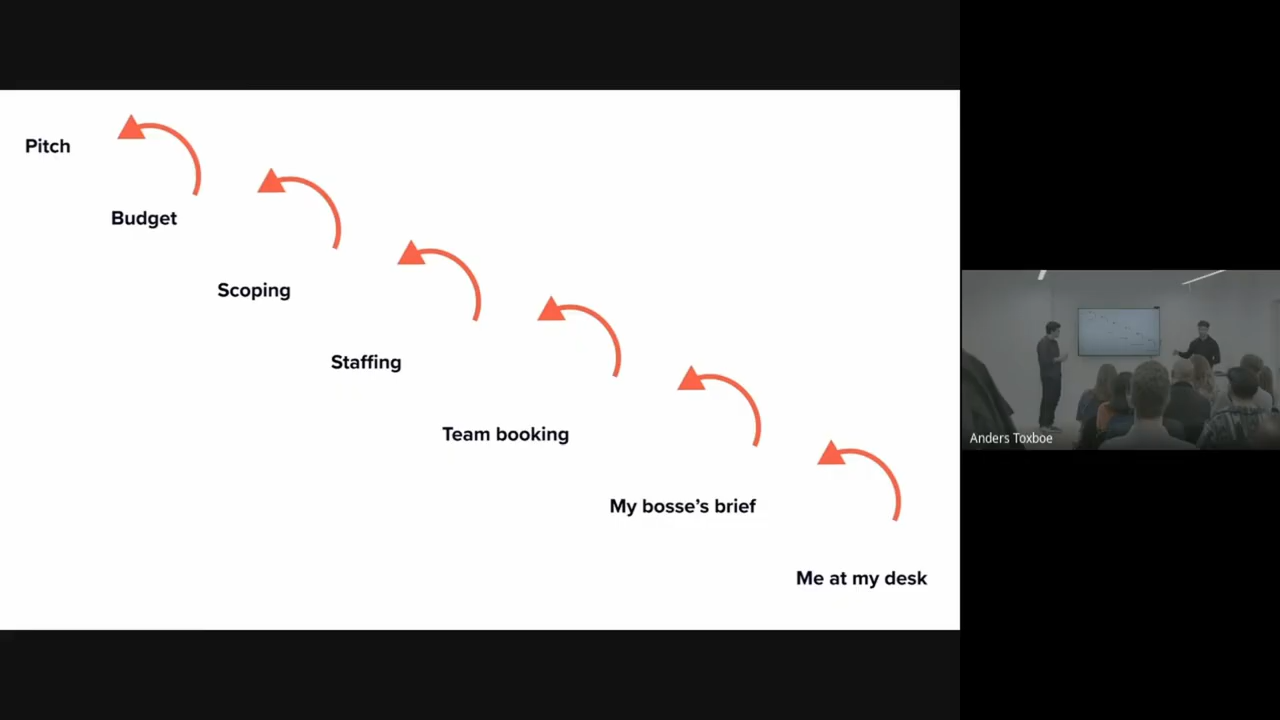 Pitch
Budget
Scoping
Staffing
Team booking
My bosse’s brief
Me at my desk
Anders Toxboe